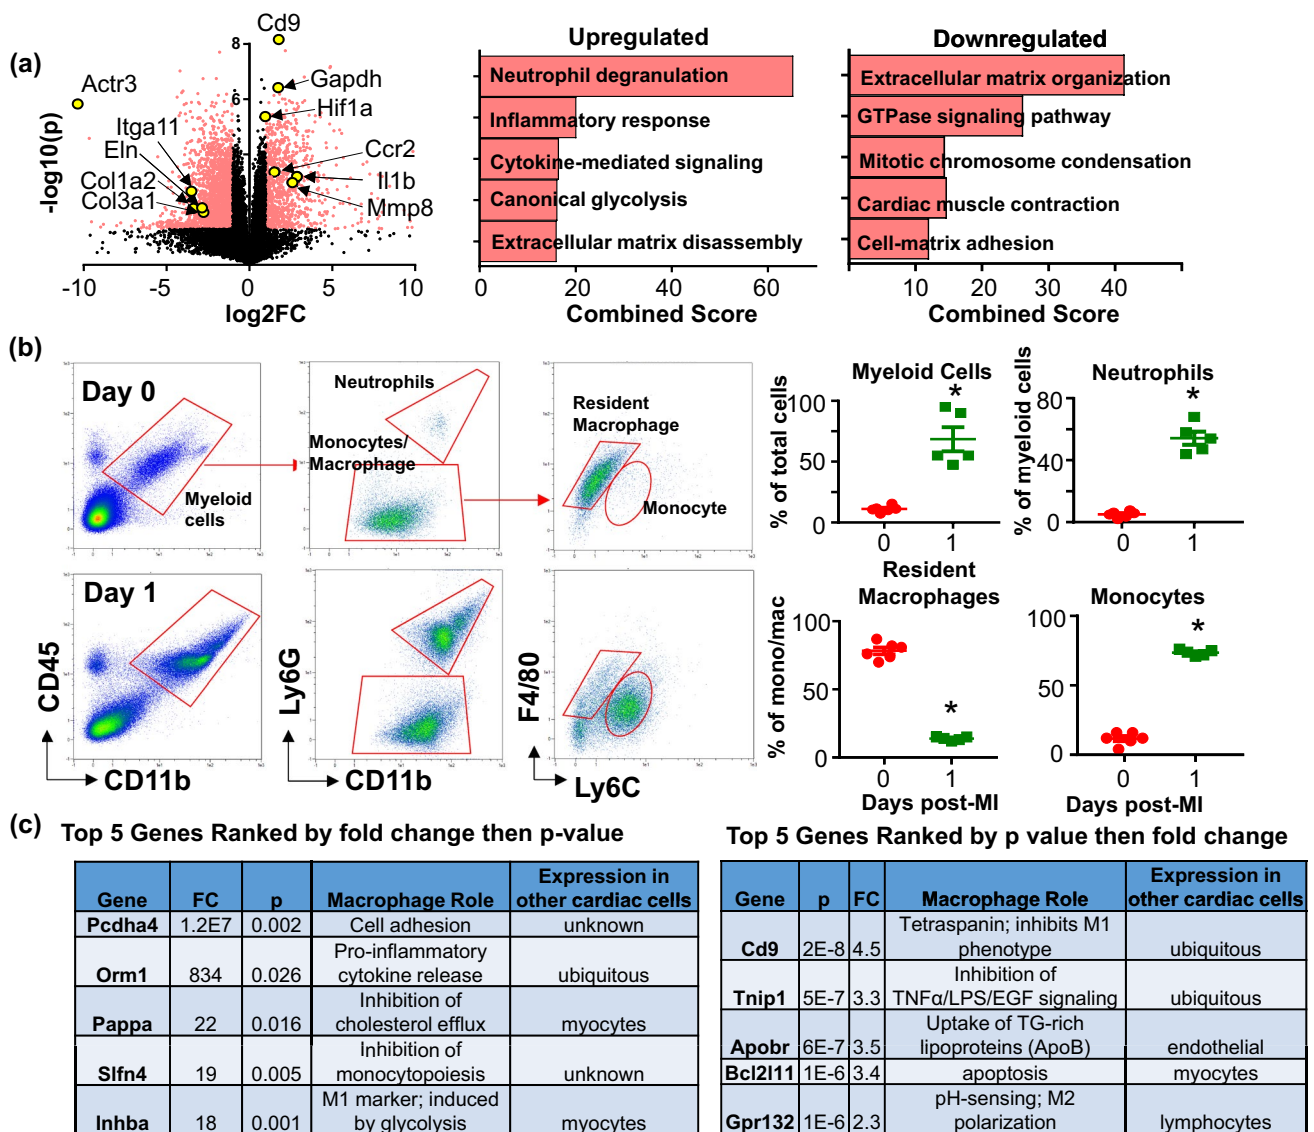 (a)
Cd9
8
Actr3
Gapdh
6
Hif1a
Itga11
Eln
Ccr2
Col1a2
Il1b
Col3a1
Mmp8
-log10(p)
-10
-5
0
5
10
log2FC
Upregulated
Neutrophil degranulation
Inflammatory response
Cytokine-mediated signaling
Canonical glycolysis
Extracellular matrix disassembly
0
20
40
60
Combined Score
Downregulated
Extracellular matrix organization
GTPase signaling pathway
Mitotic chromosome condensation
Cardiac muscle contraction
Cell-matrix adhesion
10
20
30
40
Combined Score
(b)
Day 0
Myeloid
cells
Neutrophils
Monocytes/
Macrophage
Resident
Macrophage
Monocyte
Day 1
CD45
CD11b
Ly6G
CD11b
F4/80
Ly6C
Myeloid Cells
% of total cells
100
50
0
*
0
1
Neutrophils
% of myeloid cells
80
40
0
*
0
1
Resident
Macrophages
% of mono/mac
100
50
0
*
0
1
Days post-MI
Monocytes
100
50
0
*
0
1
Days post-MI
(c)
Top 5 Genes Ranked by fold change then p-value
Gene FC p Macrophage Role Expression in other cardiac cells
Pcdha4 1.2E7 0.002 Cell adhesion unknown
Orm1 834 0.026 Pro-inflammatory cytokine release ubiquitous
Pappa 22 0.016 Inhibition of cholesterol efflux myocytes
Slfn4 19 0.005 Inhibition of monocytopoiesis unknown
Inhba 18 0.001 M1 marker; induced by glycolysis myocytes
Top 5 Genes Ranked by p value then fold change
Gene p FC Macrophage Role Expression in other cardiac cells
Cd9 2E-8 4.5 Tetraspanin; inhibits M1 phenotype ubiquitous
Tnip1 5E-7 3.3 Inhibition of TNFα/LPS/EGF signaling ubiquitous
Apobr 6E-7 3.5 Uptake of TG-rich lipoproteins (ApoB) endothelial
Bcl2l11 1E-6 3.4 apoptosis myocytes
Gpr132 1E-6 2.3 pH-sensing; M2 polarization lymphocytes